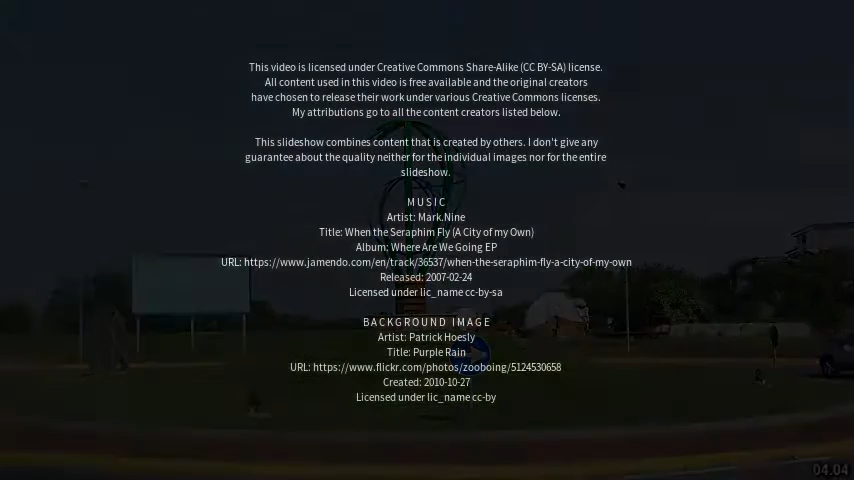 This video is licensed under Creative Commons Share-Alike (CC BY-SA) license.
All content used in this video is free available and the original creators
have chosen to release their work under various Creative Commons licenses.
My attributions go to all the content creators listed below.
This slideshow combines content that is created by others. I don't give any
guarantee about the quality neither for the individual images nor for the entire
slideshow.
MUSIC
Artist: Mark.Nine
Title: When the Seraphim Fly (A City of my Own)
Album: Where Are We Going EP
URL: https://www.jamendo.com/en/track/36537/when-the-seraphim-fly-a-city-of-my-own
Released: 2007-02-24
Licensed under lic_name cc-by-sa
BACKGROUND IMAGE
Artist: Patrick Hoesly
Title: Purple Rain
URL: https://www.flickr.com/photos/zooboing/5124530658
Created: 2010-10-27
Licensed under lic_name cc-by
04.04